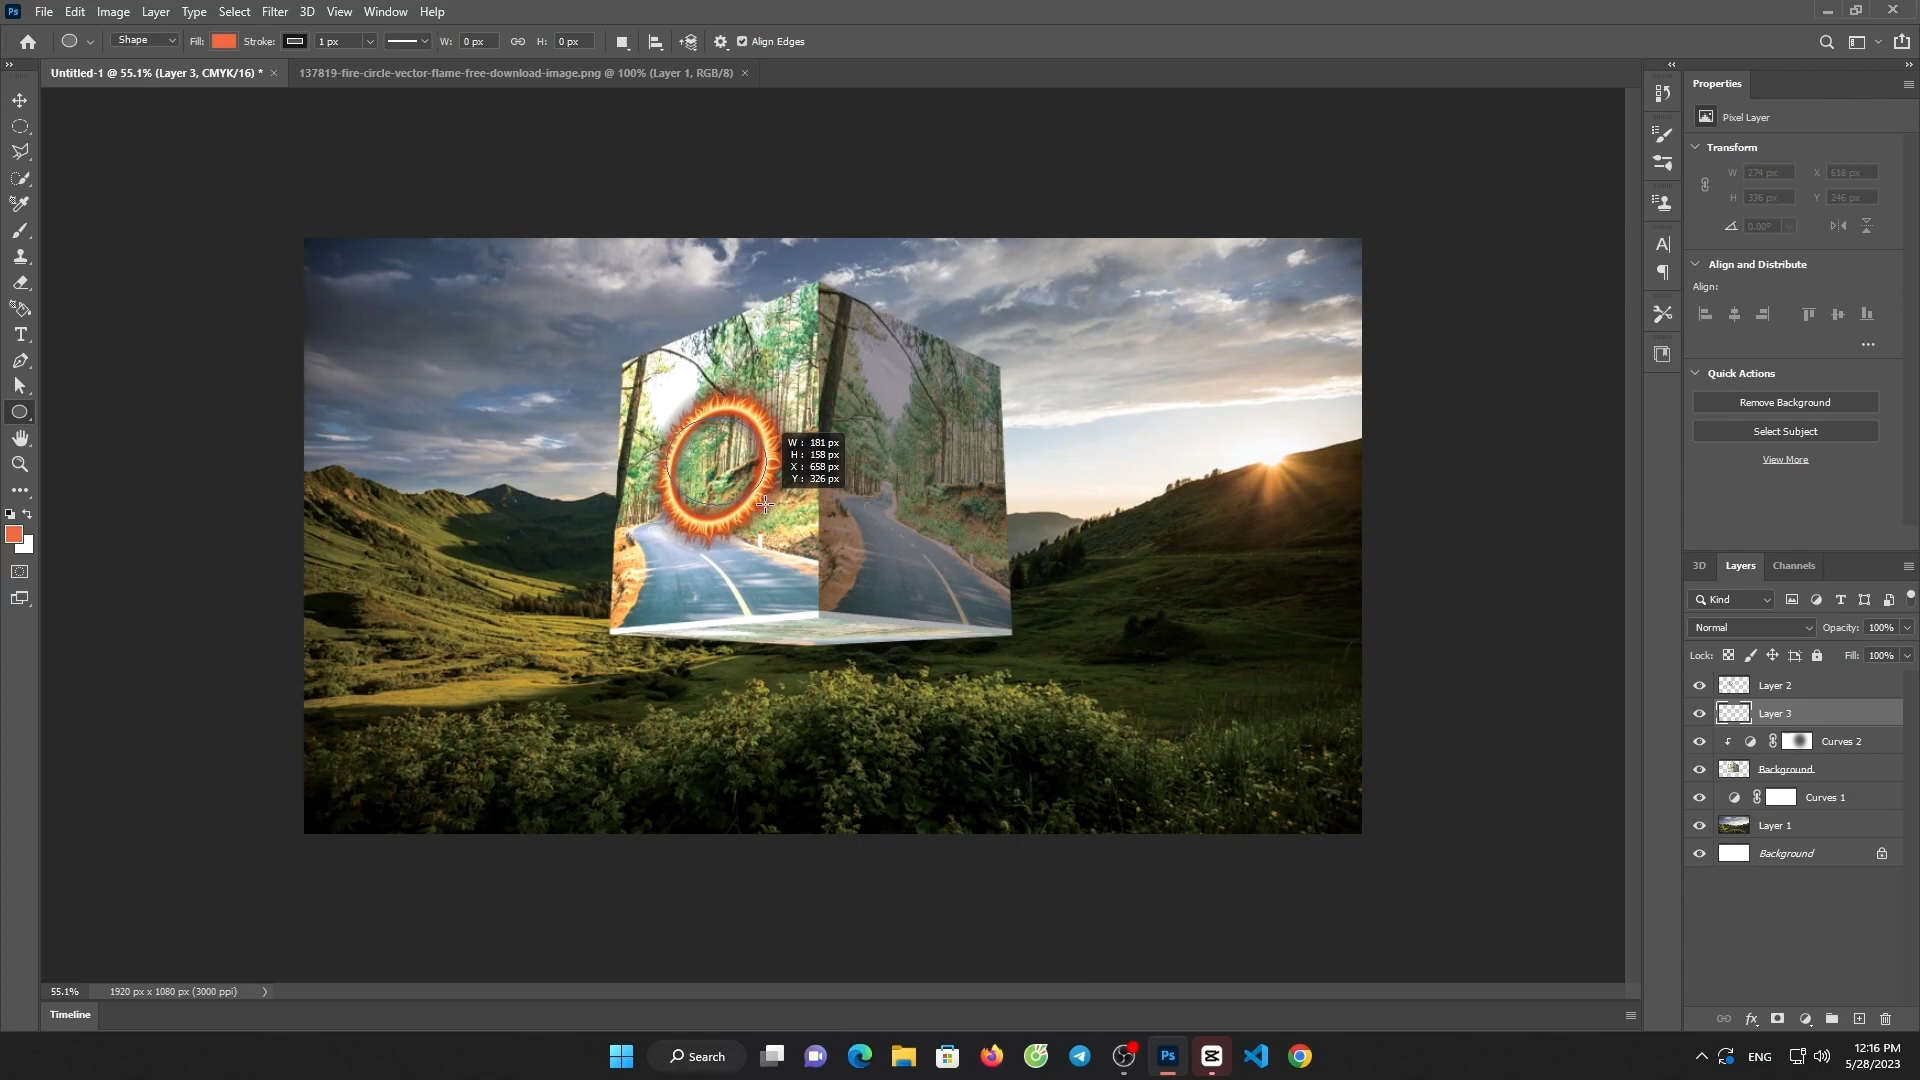 Ps File Edit Image Layer Type Select Filter 3D View Window Help
Shape Fill: Stroke: 1 px W: 0 px H: 0 px Align Edges
Untitled-1 @ 55.1% (Layer 3, CMYK/16) *
137819-fire-circle-vector-flame-free-download-image.png @ 100% (Layer 1, RGB/8)
W : 181 px
H : 158 px
X : 658 px
Y : 326 px
Properties
Pixel Layer
Transform
W 274 px X 618 px
H 336 px Y 246 px
0.00°
Align and Distribute
Align:
Quick Actions
Remove Background
Select Subject
View More
3D Layers Channels
Kind
Normal Opacity: 100%
Lock: Fill: 100%
Layer 2
Layer 3
Curves 2
Background
Curves 1
Layer 1
Background
fx
55.1% 1920 px x 1080 px (3000 ppi)
Timeline
Search
Ps
ENG
12:16 PM
5/28/2023